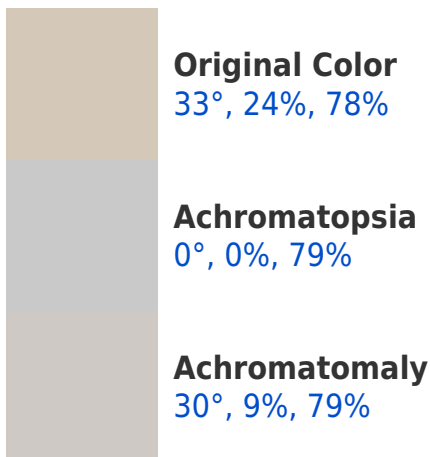 Original Color
33°, 24%, 78%
Achromatopsia
0°, 0%, 79%
Achromatomaly
30°, 9%, 79%